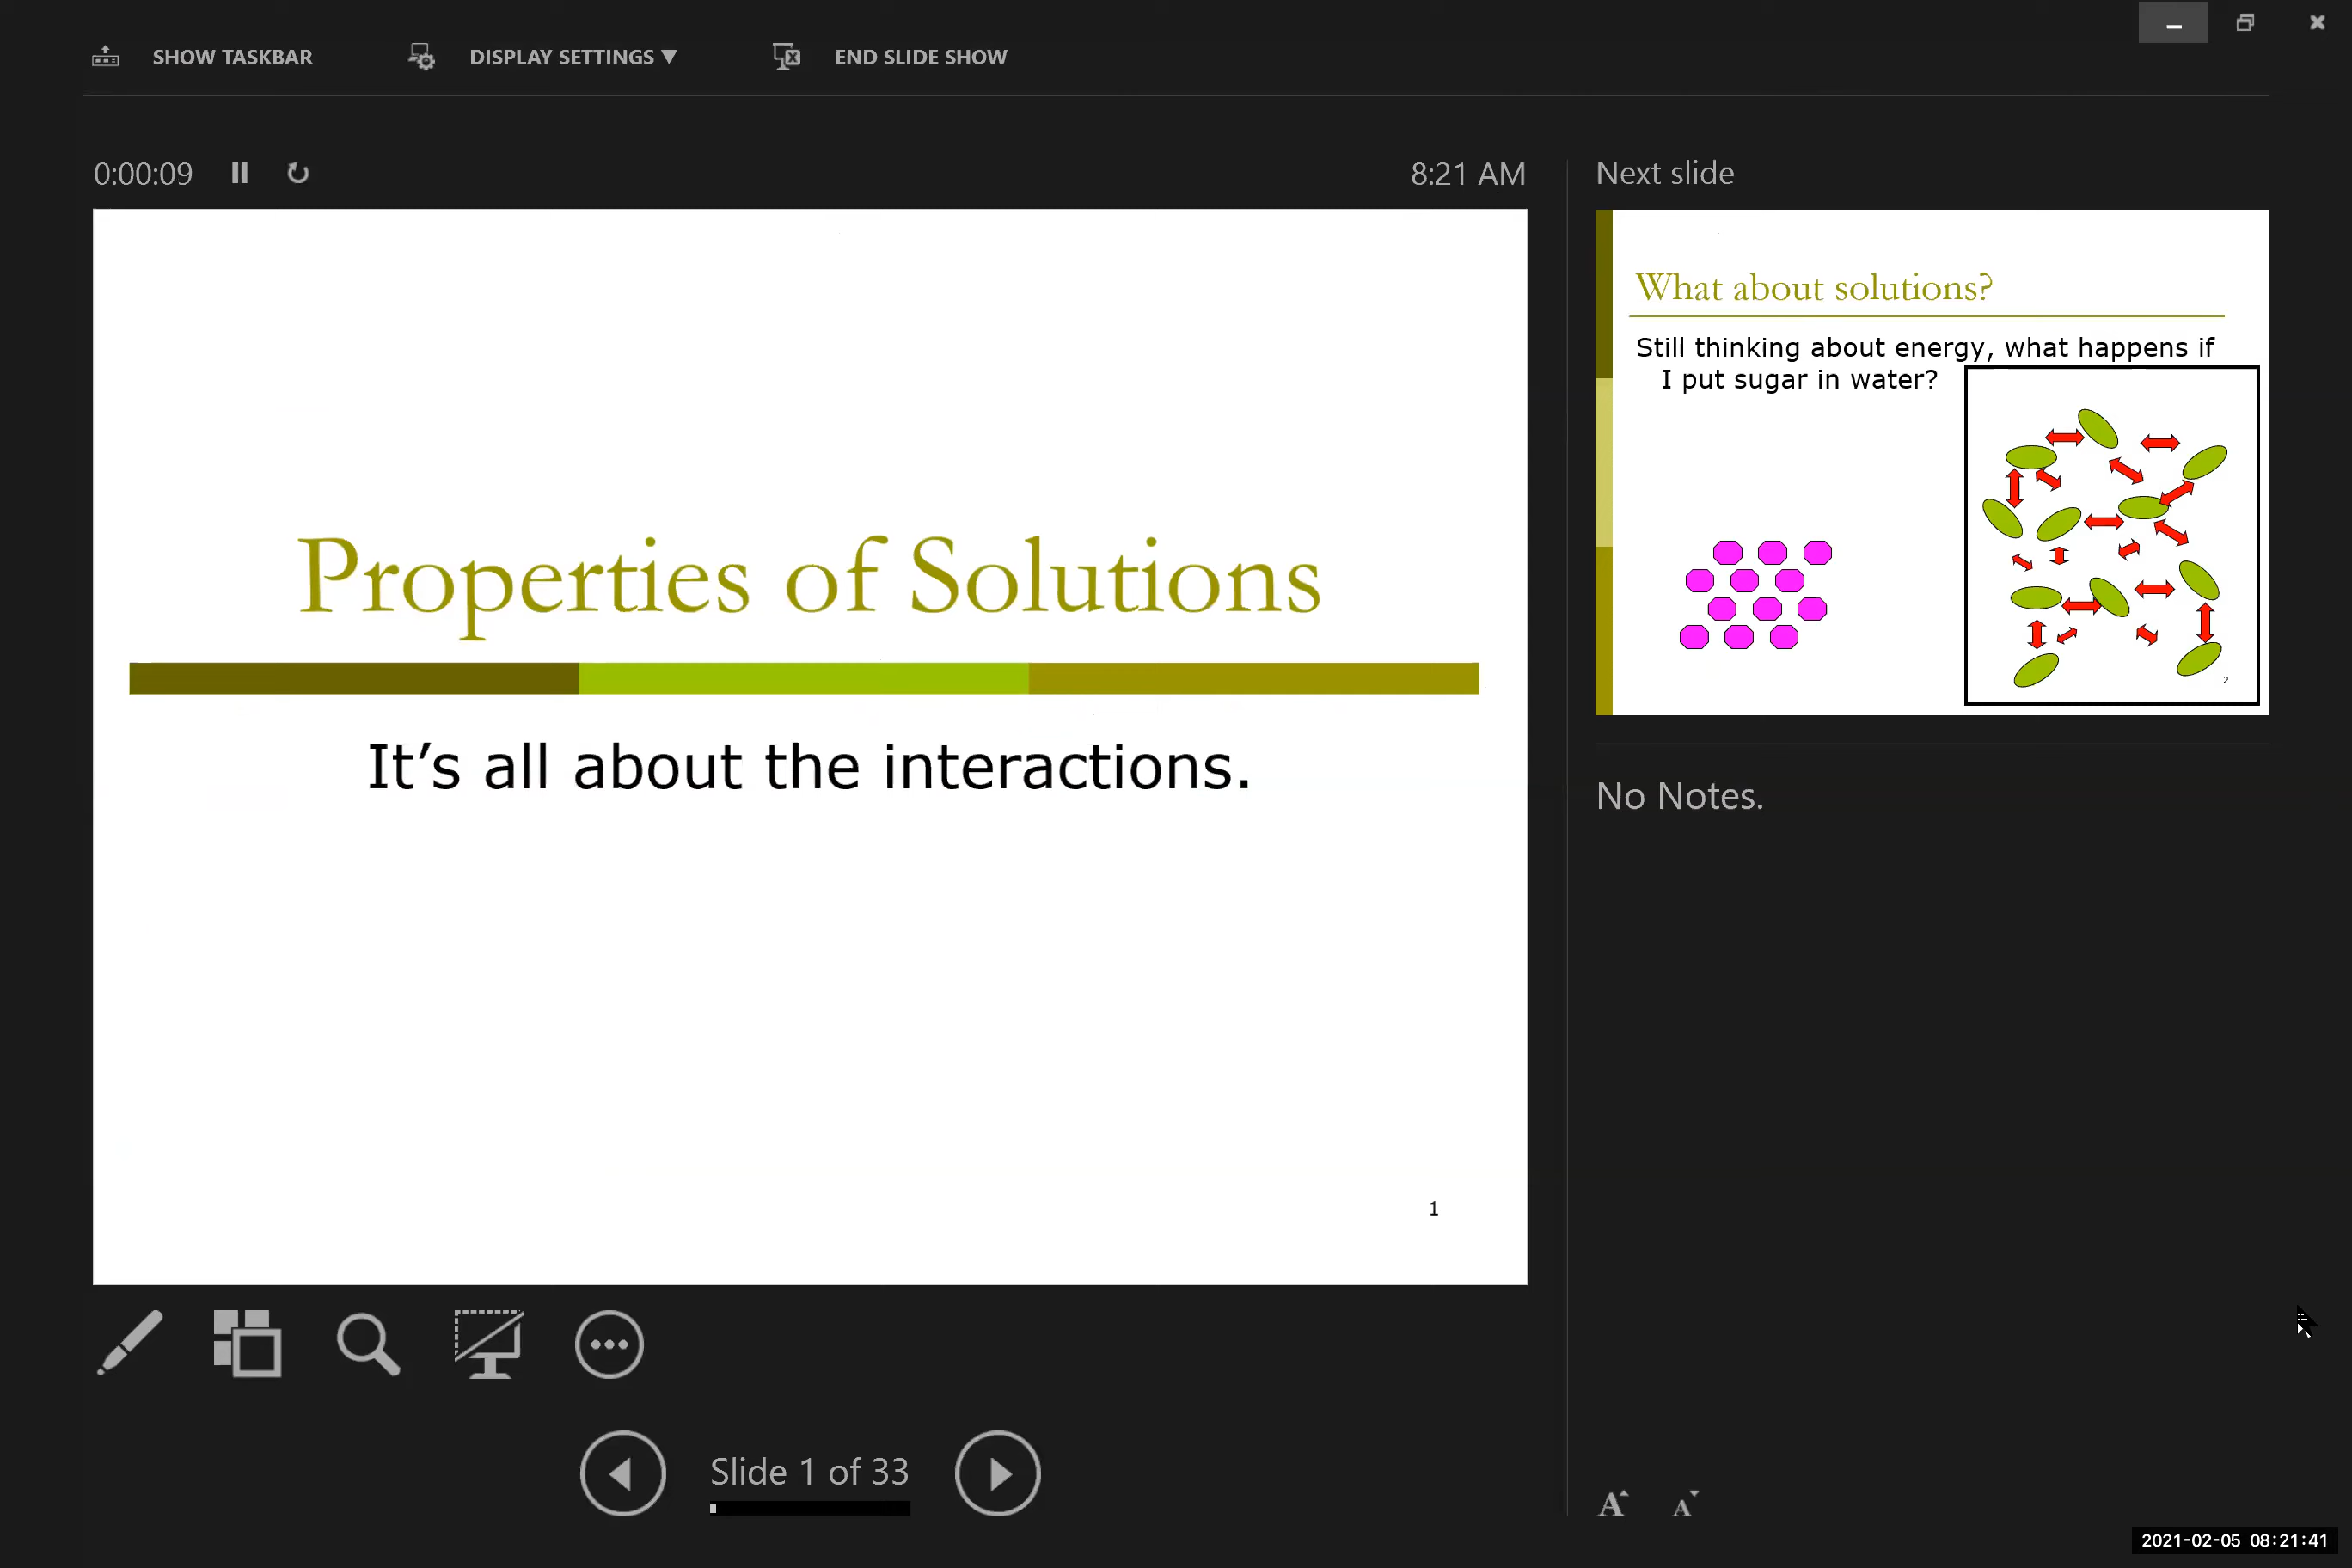 SHOW TASKBAR
DISPLAY SETTINGS ▼
END SLIDE SHOW
0:00:09
8:21 AM
Properties of Solutions
It’s all about the interactions.
1
Slide 1 of 33
Next slide
What about solutions?
Still thinking about energy, what happens if
I put sugar in water?
2
No Notes.
A A
2021-02-05 08:21:41